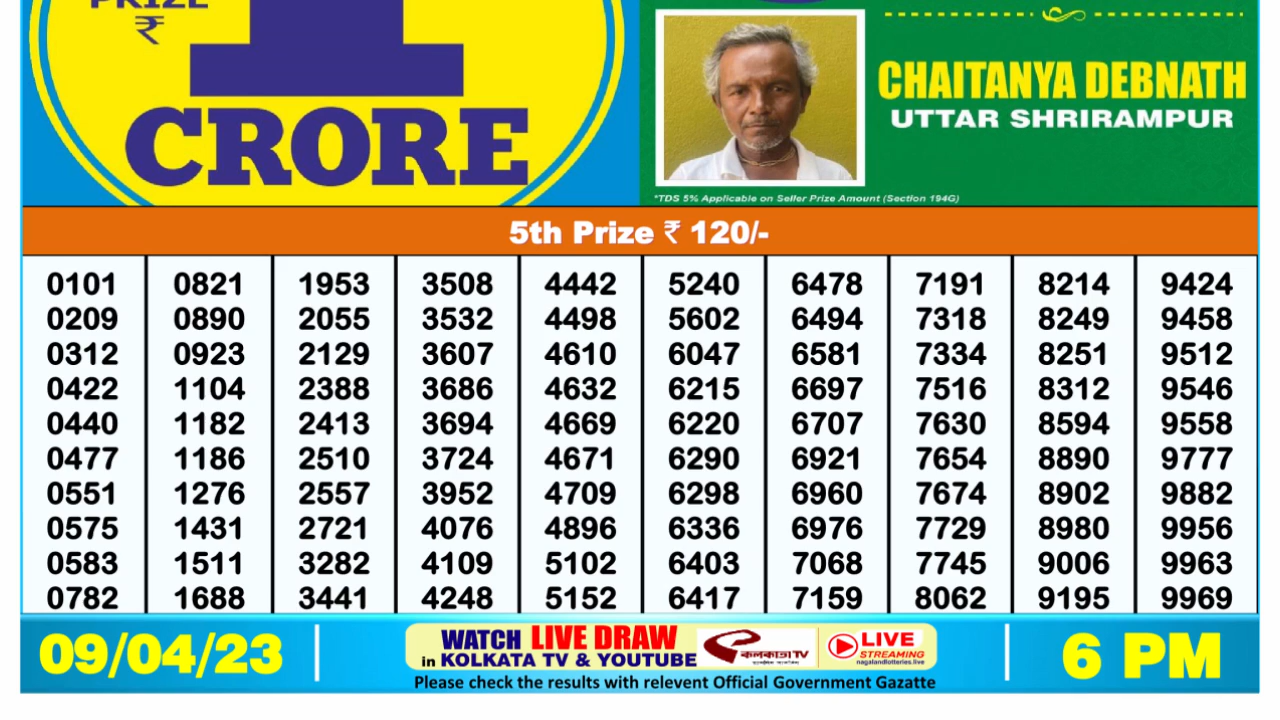 PRIZE
₹ 1
CRORE
CHAITANYA DEBNATH
UTTAR SHRIRAMPUR
*TDS 5% Applicable on Seller Prize Amount (Section 194G)
5th Prize ₹ 120/-
0101 0821 1953 3508 4442 5240 6478 7191 8214 9424
0209 0890 2055 3532 4498 5602 6494 7318 8249 9458
0312 0923 2129 3607 4610 6047 6581 7334 8251 9512
0422 1104 2388 3686 4632 6215 6697 7516 8312 9546
0440 1182 2413 3694 4669 6220 6707 7630 8594 9558
0477 1186 2510 3724 4671 6290 6921 7654 8890 9777
0551 1276 2557 3952 4709 6298 6960 7674 8902 9882
0575 1431 2721 4076 4896 6336 6976 7729 8980 9956
0583 1511 3282 4109 5102 6403 7068 7745 9006 9963
0782 1688 3441 4248 5152 6417 7159 8062 9195 9969
09/04/23
WATCH LIVE DRAW
in KOLKATA TV & YOUTUBE
কলকাতা TV
LIVE
STREAMING
nagalandlotteries.live
Please check the results with relevent Official Government Gazatte
6 PM